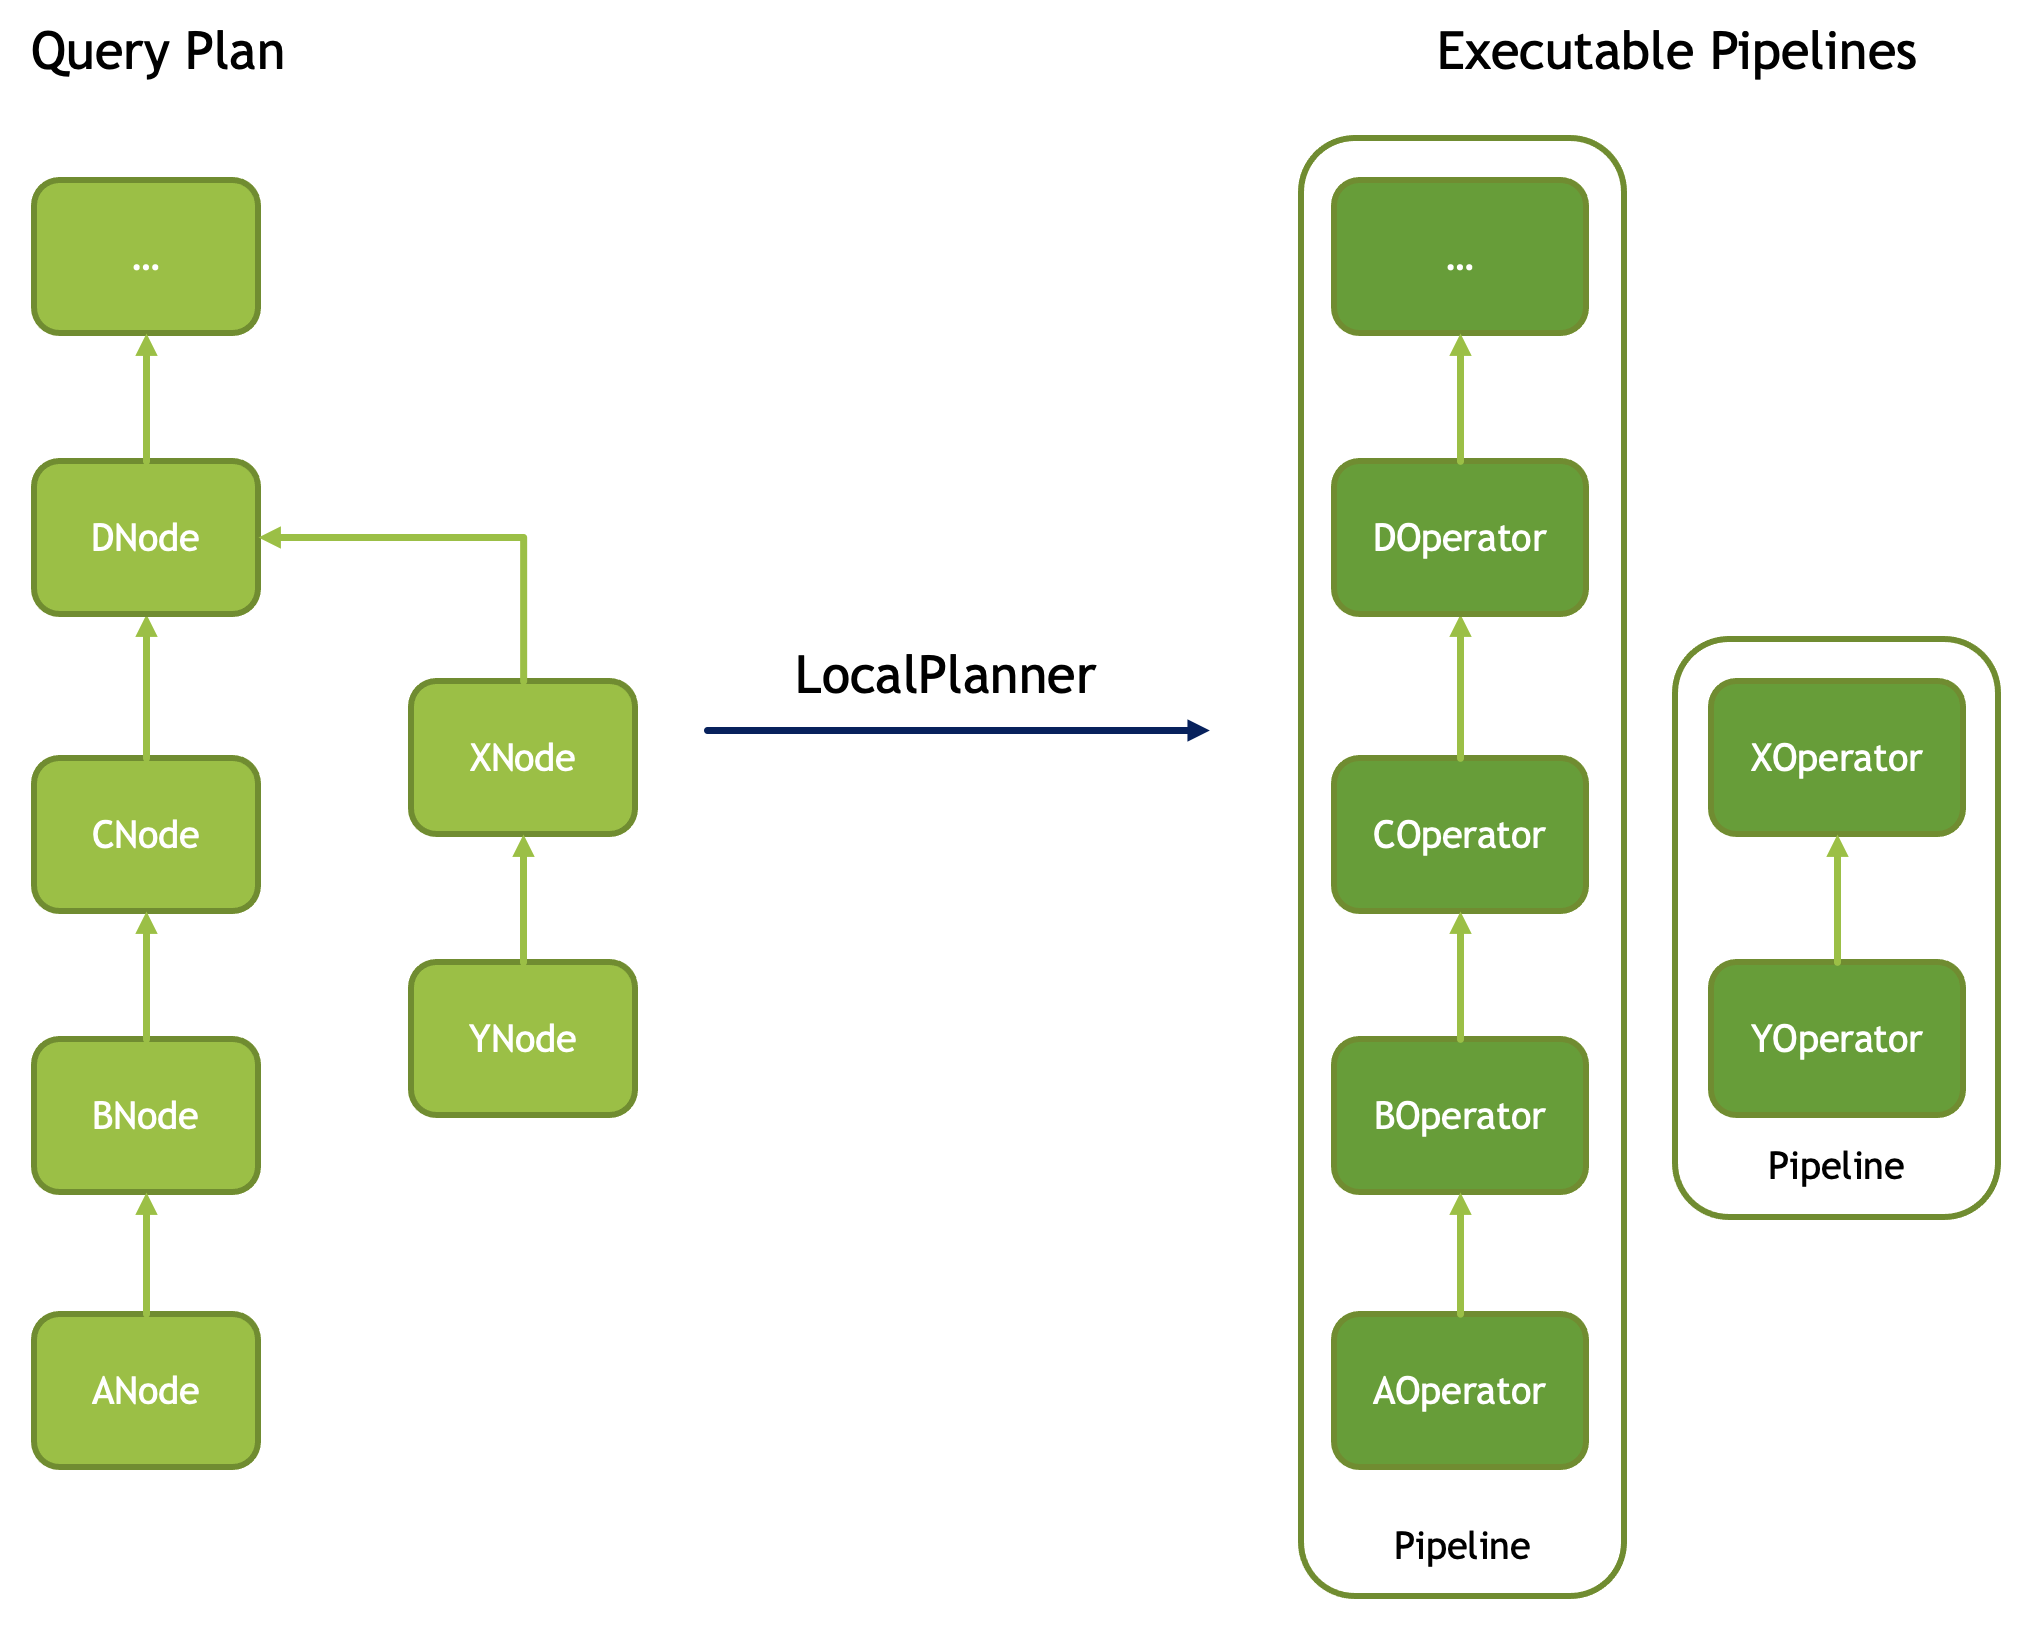 Query Plan
Executable Pipelines
...
DNode
CNode
BNode
ANode
XNode
YNode
LocalPlanner
...
DOperator
COperator
BOperator
AOperator
Pipeline
XOperator
YOperator
Pipeline